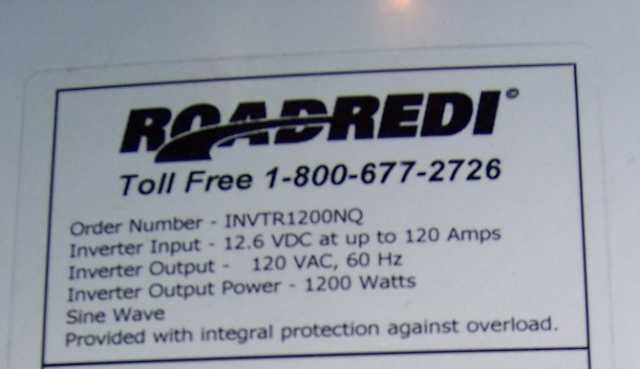 ROADREDI©
Toll Free 1-800-677-2726
Order Number - INVTR1200NQ
Inverter Input - 12.6 VDC at up to 120 Amps
Inverter Output - 120 VAC, 60 Hz
Inverter Output Power - 1200 Watts
Sine Wave
Provided with integral protection against overload.